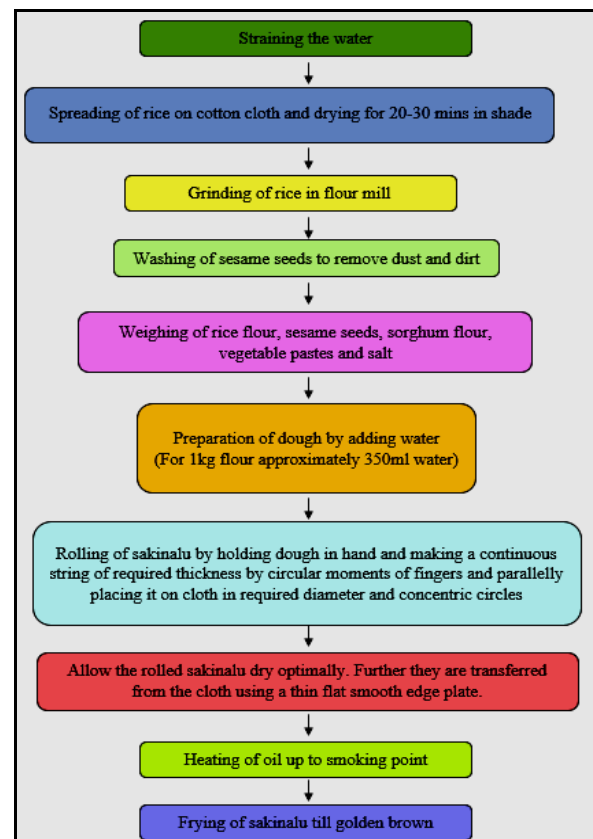 Straining the water
Spreading of rice on cotton cloth and drying for 20-30 mins in shade
Grinding of rice in flour mill
Washing of sesame seeds to remove dust and dirt
Weighing of rice flour, sesame seeds, sorghum flour,
vegetable pastes and salt
Preparation of dough by adding water
(For 1kg flour approximately 350ml water)
Rolling of sakinalu by holding dough in hand and making a continuous
string of required thickness by circular moments of fingers and parallelly
placing it on cloth in required diameter and concentric circles
Allow the rolled sakinalu dry optimally. Further they are transferred
from the cloth using a thin flat smooth edge plate.
Heating of oil up to smoking point
Frying of sakinalu till golden brown